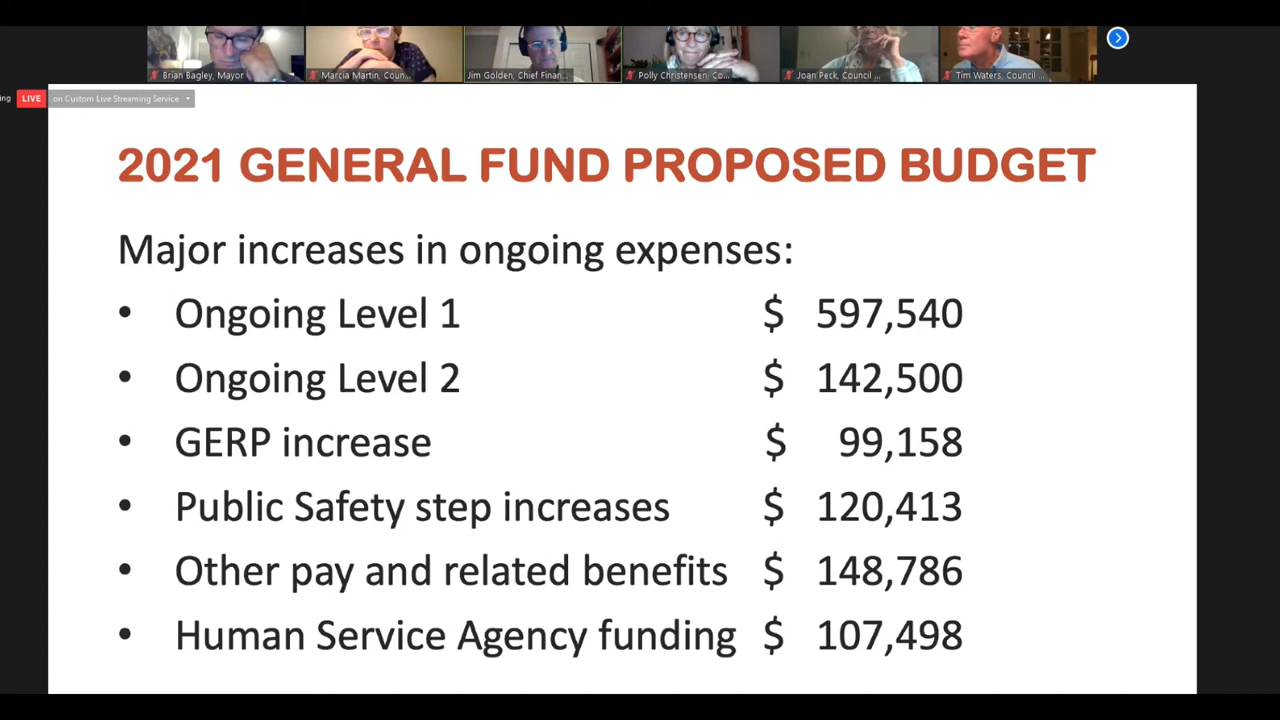 Brian Bagley, Mayor
Marcia Martin, Coun...
Jim Golden, Chief Finan...
Polly Christensen, Co...
Joan Peck, Council ...
Tim Waters, Council ...
LIVE on Custom Live Streaming Service
2021 GENERAL FUND PROPOSED BUDGET
Major increases in ongoing expenses:
• Ongoing Level 1 $ 597,540
• Ongoing Level 2 $ 142,500
• GERP increase $ 99,158
• Public Safety step increases $ 120,413
• Other pay and related benefits $ 148,786
• Human Service Agency funding $ 107,498